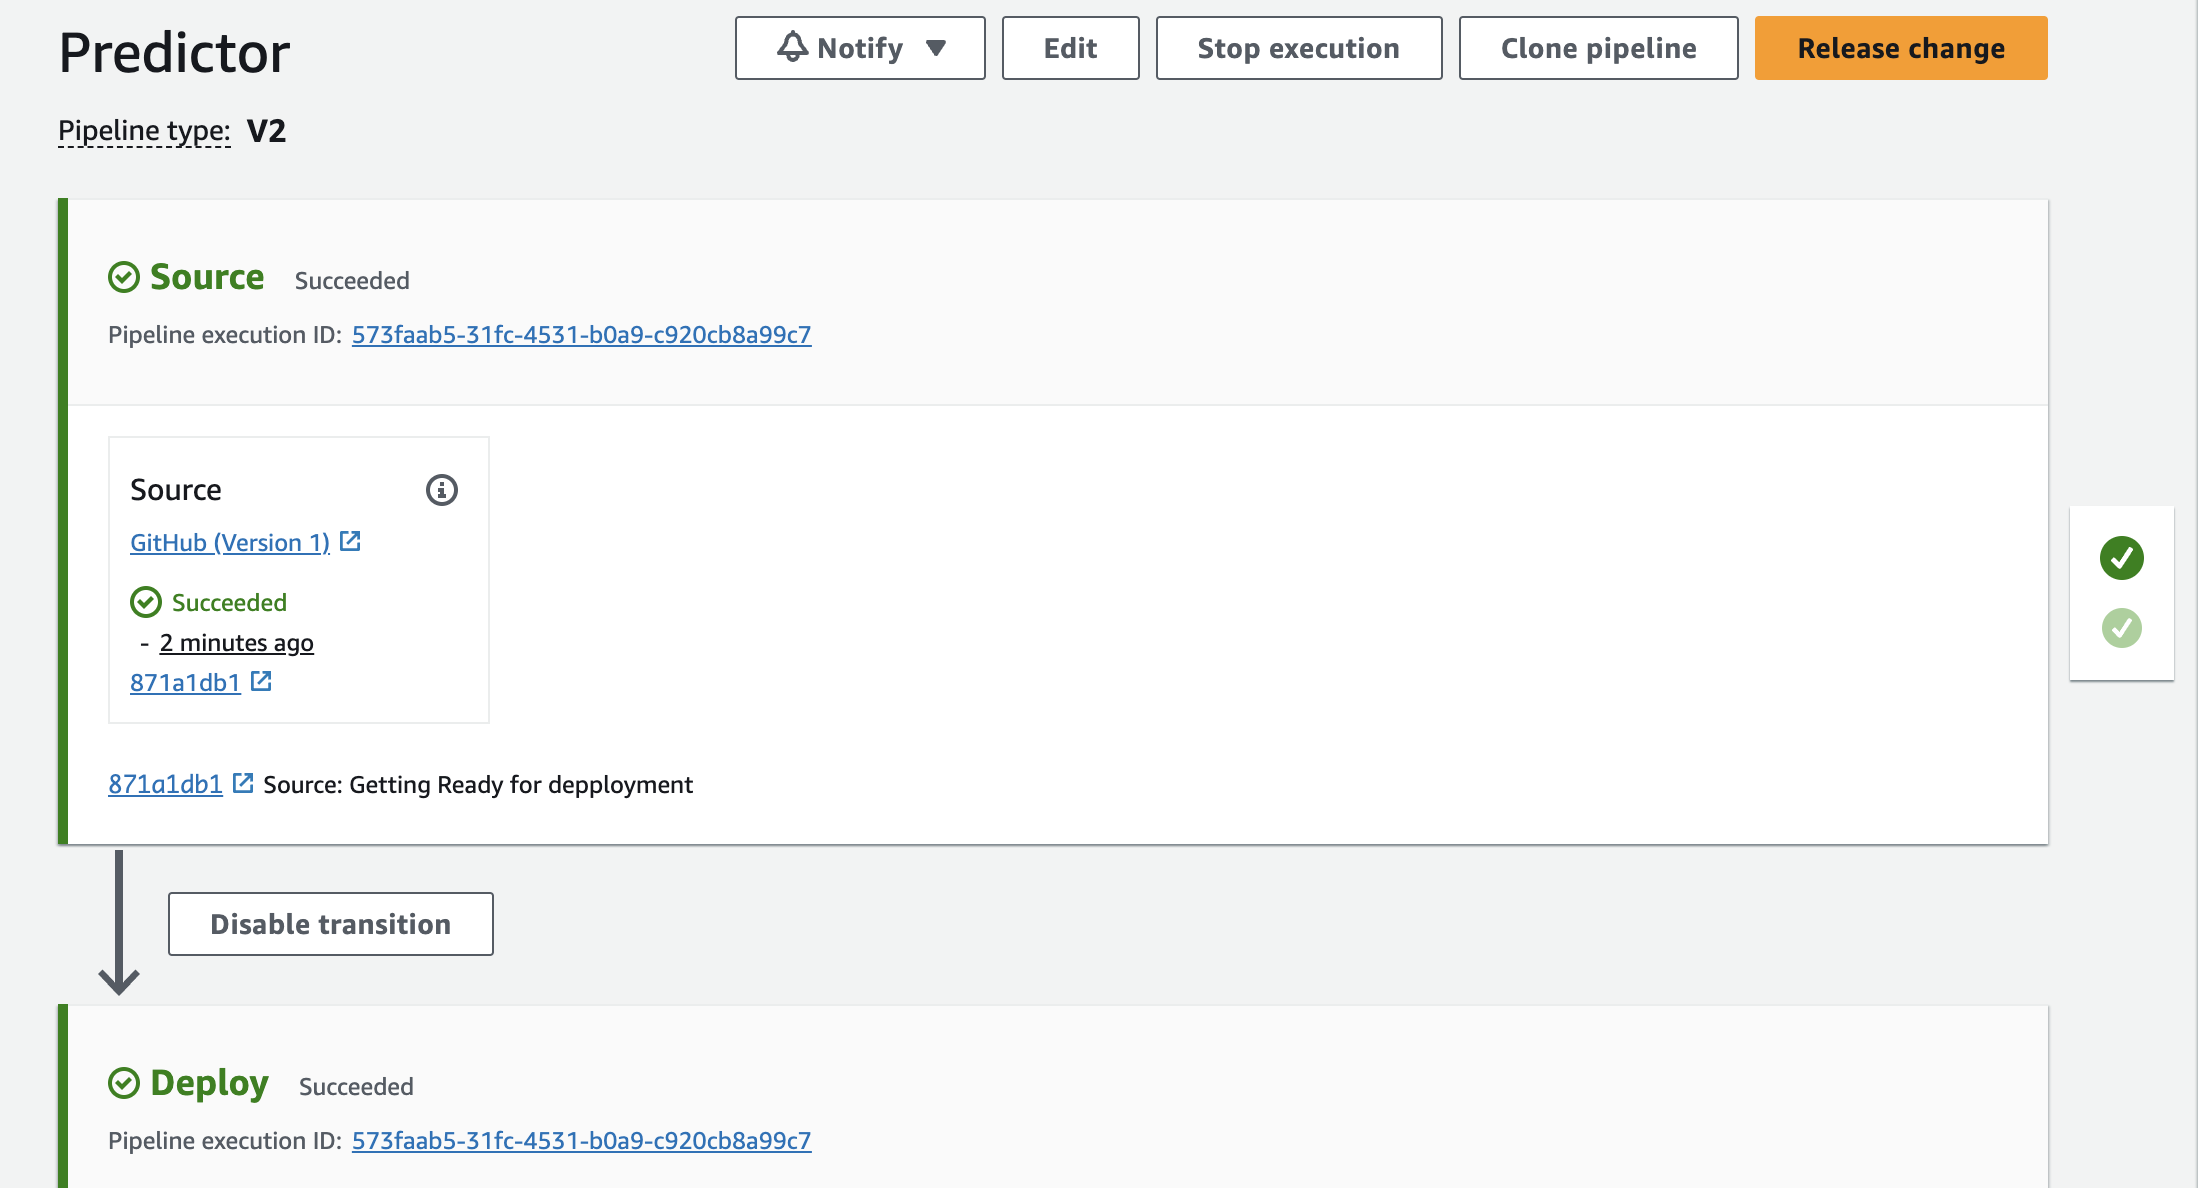 Predictor
Notify
Edit
Stop execution
Clone pipeline
Release change
Pipeline type: V2
Source Succeeded
Pipeline execution ID: 573faab5-31fc-4531-b0a9-c920cb8a99c7
Source
GitHub (Version 1)
Succeeded
- 2 minutes ago
871a1db1
871a1db1 Source: Getting Ready for depployment
Disable transition
Deploy Succeeded
Pipeline execution ID: 573faab5-31fc-4531-b0a9-c920cb8a99c7